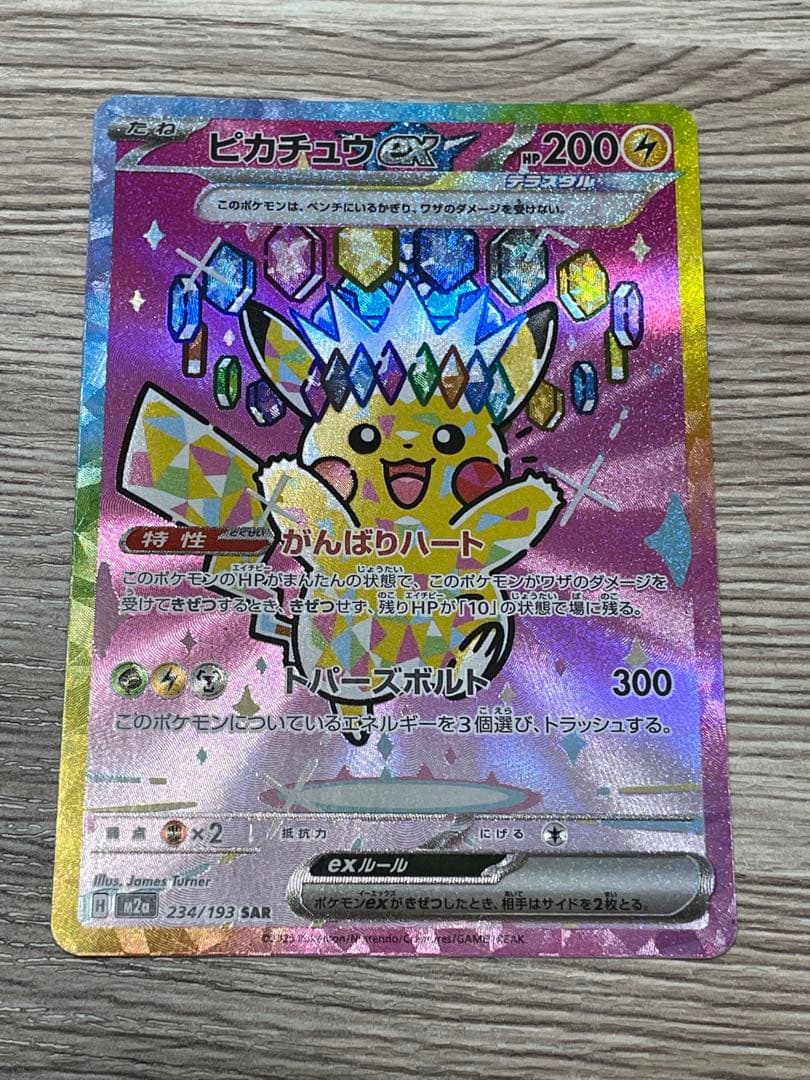 たね ピカチュウex HP200
テラスタル
このポケモンは、ベンチにいるかぎり、ワザのダメージを受けない。
特性 がんばりハート
このポケモンのHPがまんたんの状態で、このポケモンがワザのダメージを
受けてきぜつするとき、きぜつせず、残りHPが「10」の状態で場に残る。
トパーズボルト 300
このポケモンについているエネルギーを3個選び、トラッシュする。
弱点 ×2 抵抗力 にげる
exルール
ポケモンexがきぜつしたとき、相手はサイドを2枚とる。
Illus. James Turner
H M2a 234/193 SAR
Pokémon/Nintendo/Creatures/GAME FREAK.